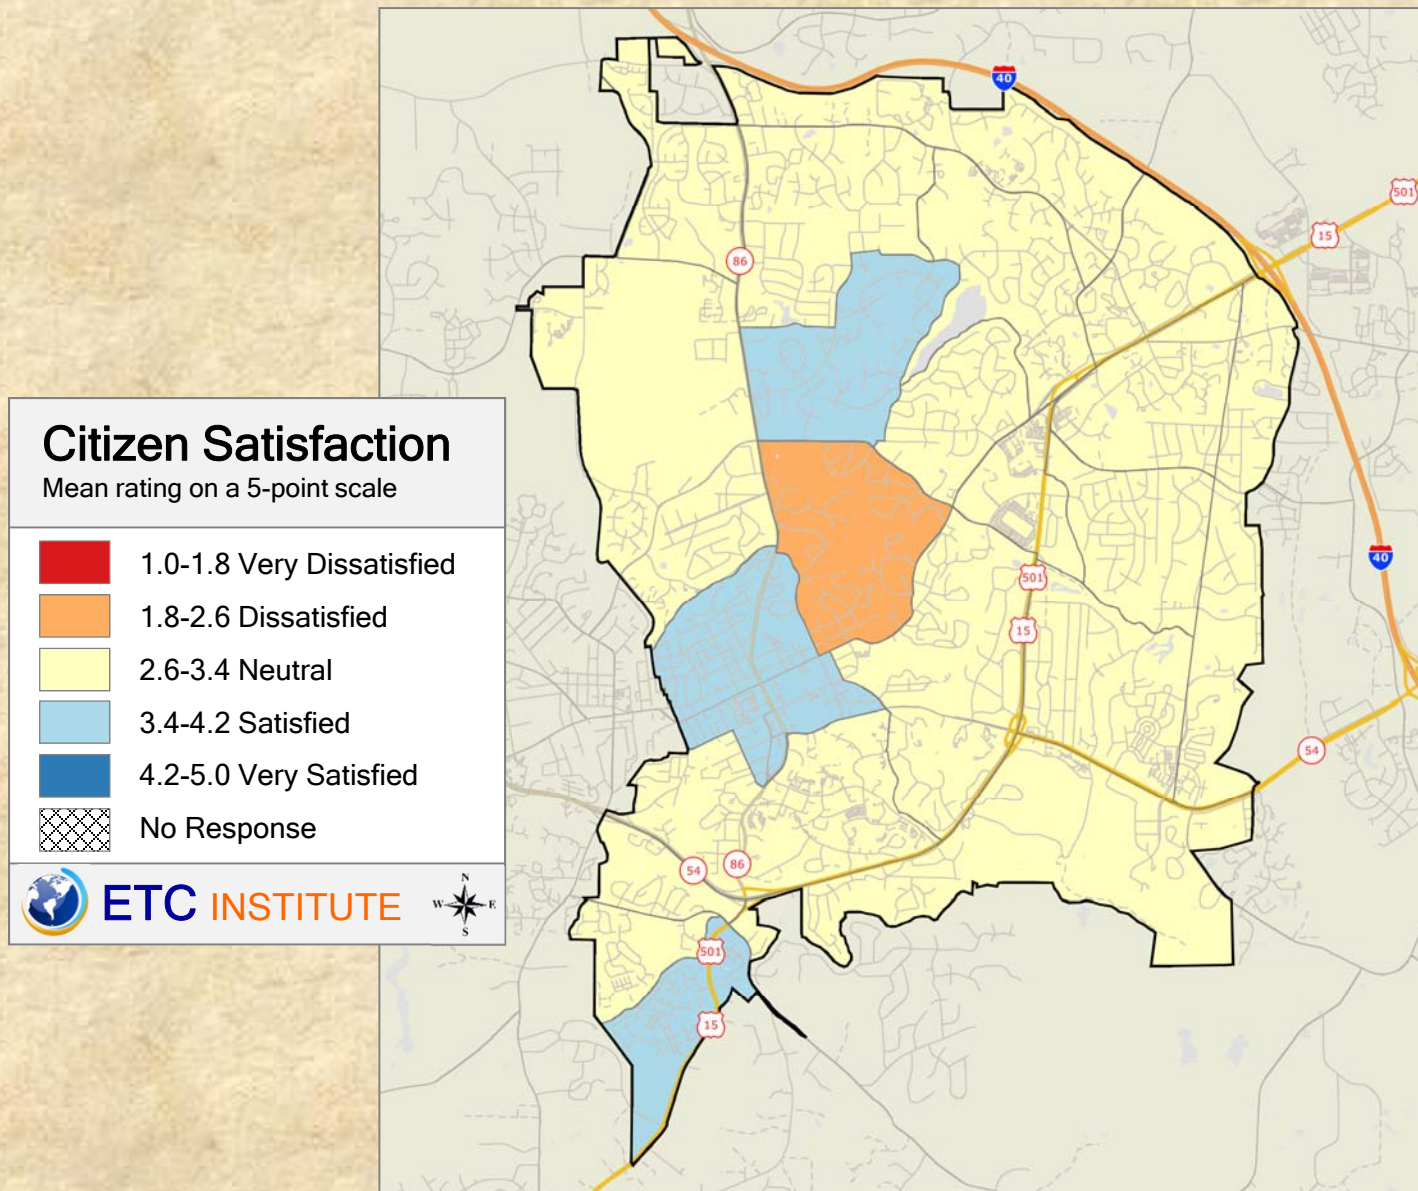 Citizen Satisfaction
Mean rating on a 5-point scale
1.0-1.8 Very Dissatisfied
1.8-2.6 Dissatisfied
2.6-3.4 Neutral
3.4-4.2 Satisfied
4.2-5.0 Very Satisfied
No Response
ETC INSTITUTE
N
W E
S
40
501
15
86
40
501
15
54
54
86
501
15